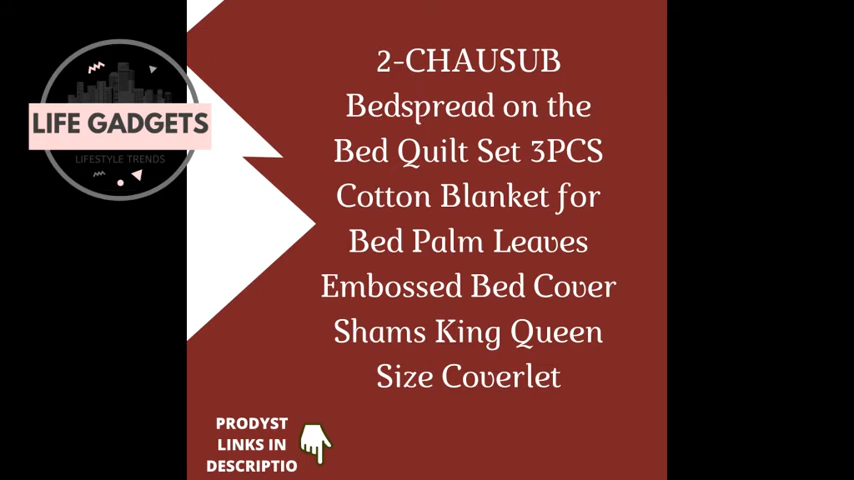 LIFE GADGETS
LIFESTYLE TRENDS
2-CHAUSUB
Bedspread on the
Bed Quilt Set 3PCS
Cotton Blanket for
Bed Palm Leaves
Embossed Bed Cover
Shams King Queen
Size Coverlet
PRODYST
LINKS IN
DESCRIPTIO